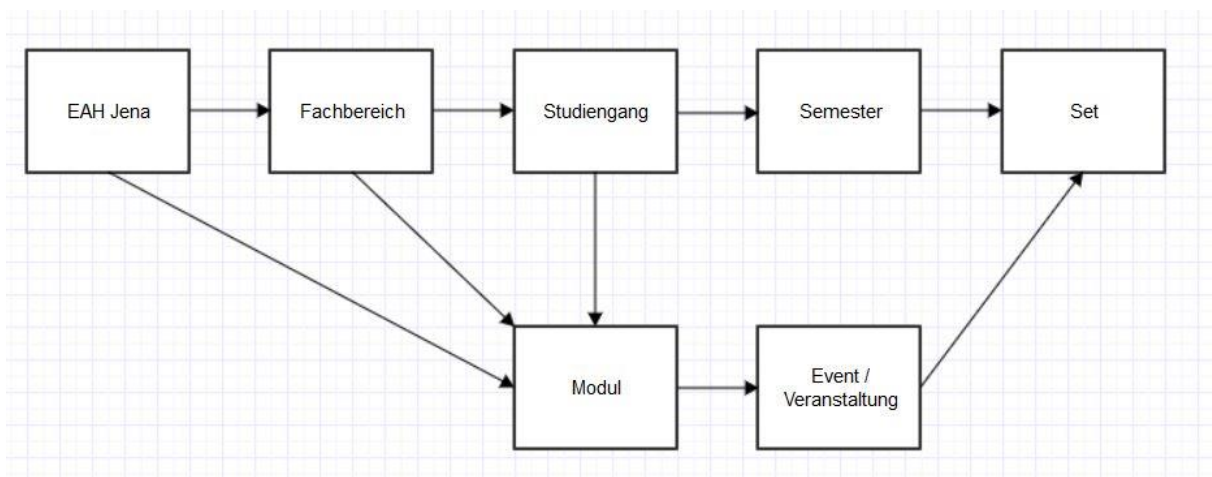 EAH Jena
Fachbereich
Studiengang
Semester
Set
Modul
Event /
Veranstaltung